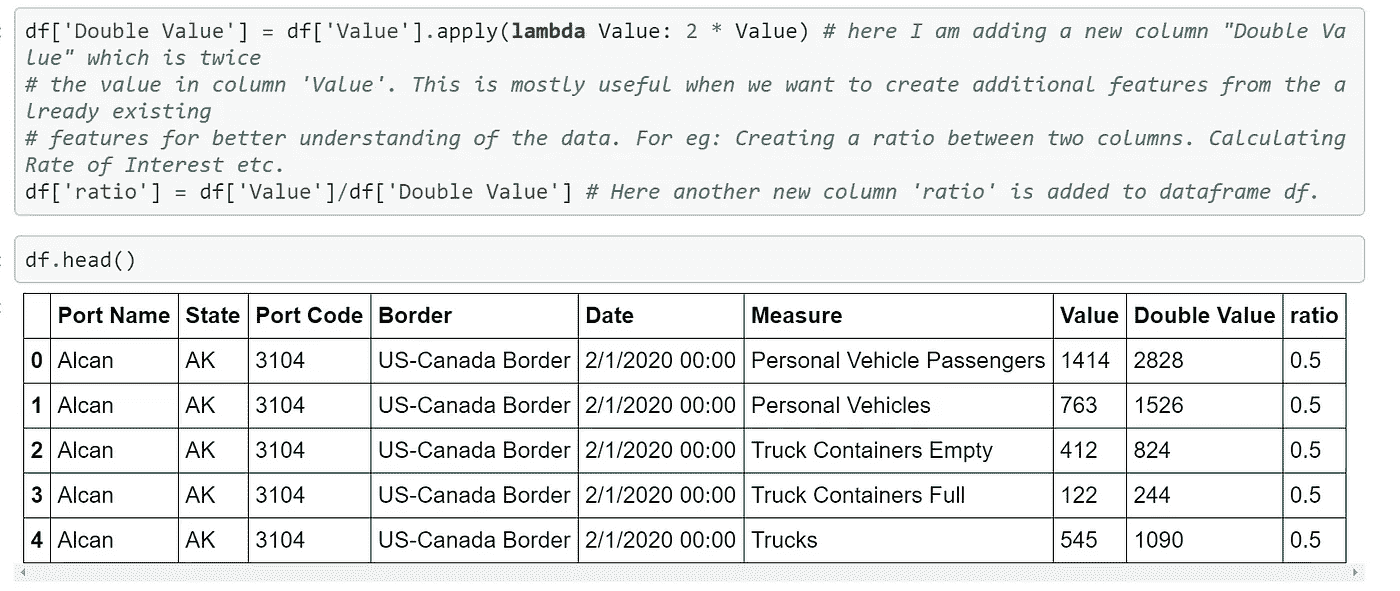 df['Double Value'] = df['Value'].apply(lambda Value: 2 * Value) # here I am adding a new column "Double Va
lue" which is twice
# the value in column 'Value'. This is mostly useful when we want to create additional features from the a
lready existing
# features for better understanding of the data. For eg: Creating a ratio between two columns. Calculating
Rate of Interest etc.
df['ratio'] = df['Value']/df['Double Value'] # Here another new column 'ratio' is added to dataframe df.
df.head()
Port Name State Port Code Border Date Measure Value Double Value ratio
0 Alcan AK 3104 US-Canada Border 2/1/2020 00:00 Personal Vehicle Passengers 1414 2828 0.5
1 Alcan AK 3104 US-Canada Border 2/1/2020 00:00 Personal Vehicles 763 1526 0.5
2 Alcan AK 3104 US-Canada Border 2/1/2020 00:00 Truck Containers Empty 412 824 0.5
3 Alcan AK 3104 US-Canada Border 2/1/2020 00:00 Truck Containers Full 122 244 0.5
4 Alcan AK 3104 US-Canada Border 2/1/2020 00:00 Trucks 545 1090 0.5